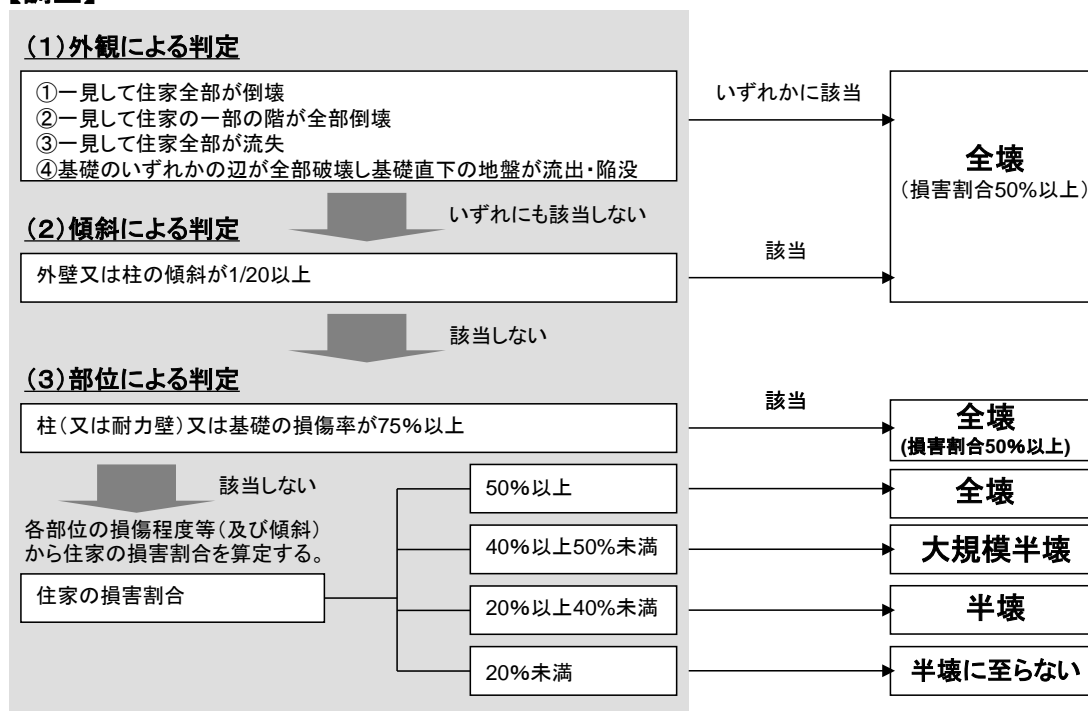 【調査】
(1)外観による判定
①一見して住家全部が倒壊
②一見して住家の一部の階が全部倒壊
③一見して住家全部が流失
④基礎のいずれかの辺が全部破壊し基礎直下の地盤が流出・陥没
いずれかに該当
全壊
(損害割合50%以上)
いずれにも該当しない
(2)傾斜による判定
外壁又は柱の傾斜が1/20以上
該当
該当しない
(3)部位による判定
柱(又は耐力壁)又は基礎の損傷率が75%以上
該当
全壊
(損害割合50%以上)
該当しない
各部位の損傷程度等(及び傾斜)
から住家の損害割合を算定する。
住家の損害割合
50%以上
全壊
40%以上50%未満
大規模半壊
20%以上40%未満
半壊
20%未満
半壊に至らない